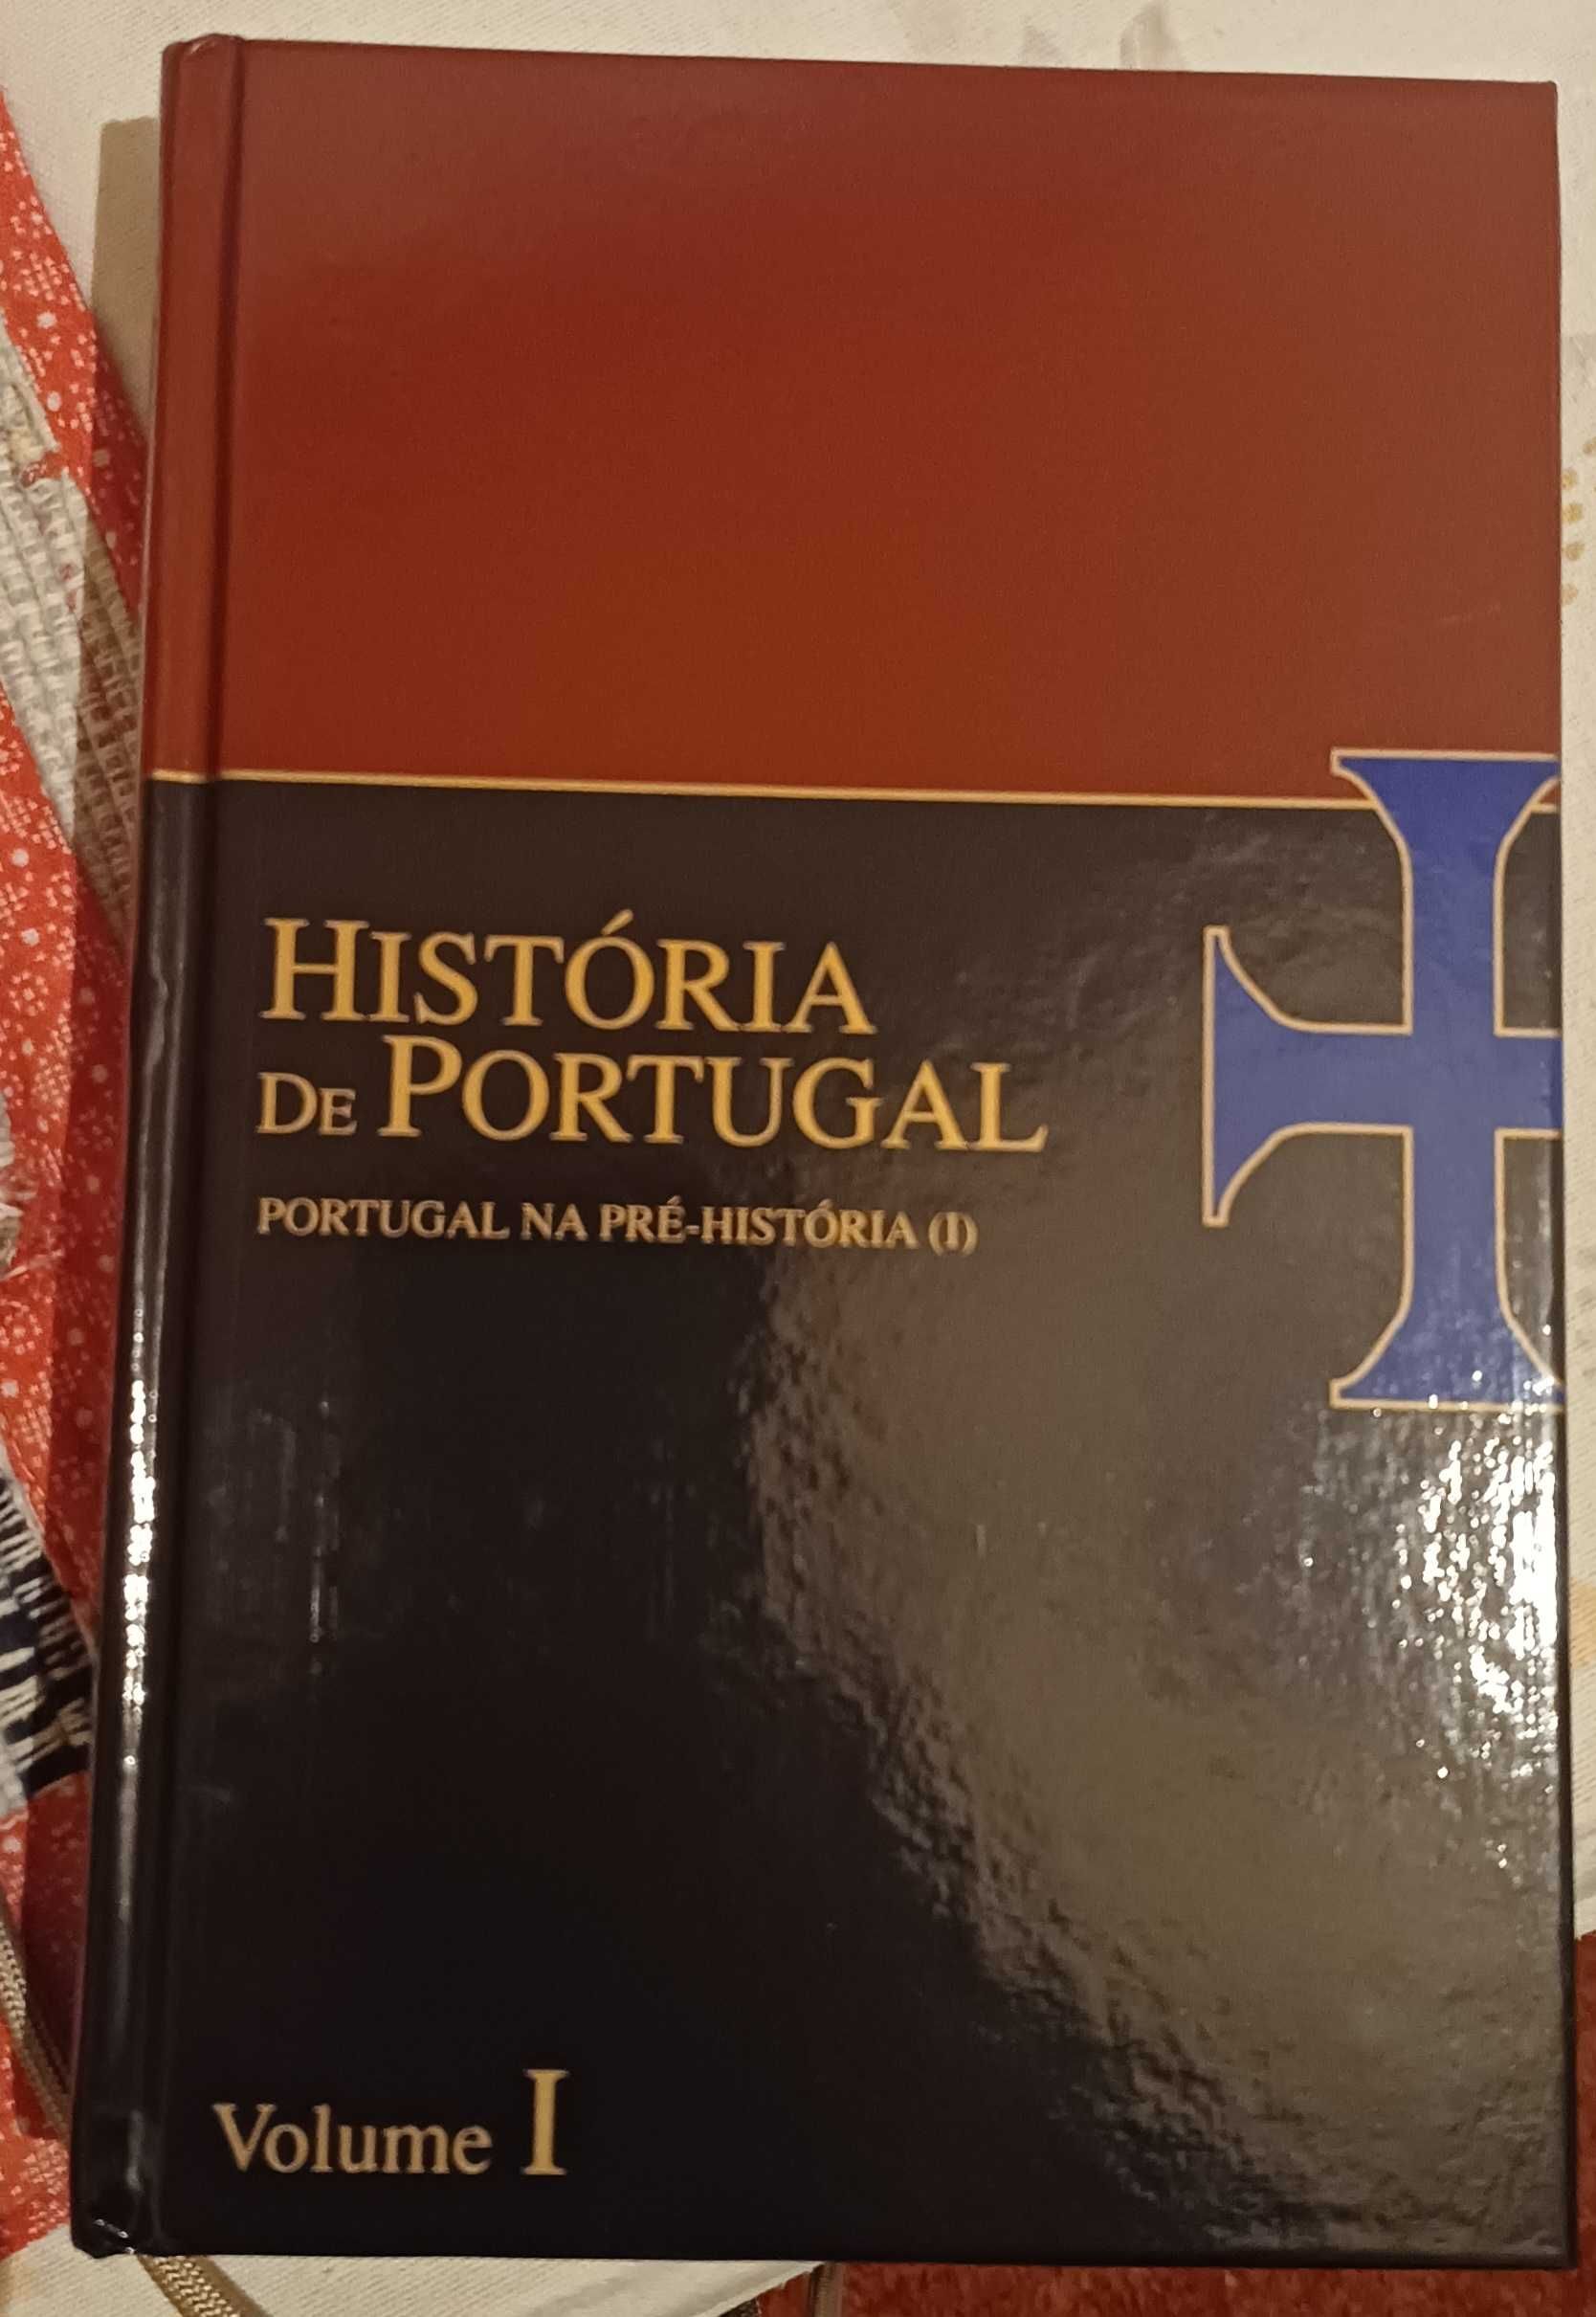 HISTÓRIA
DE PORTUGAL
PORTUGAL NA PRÉ-HISTÓRIA (I)
Volume I